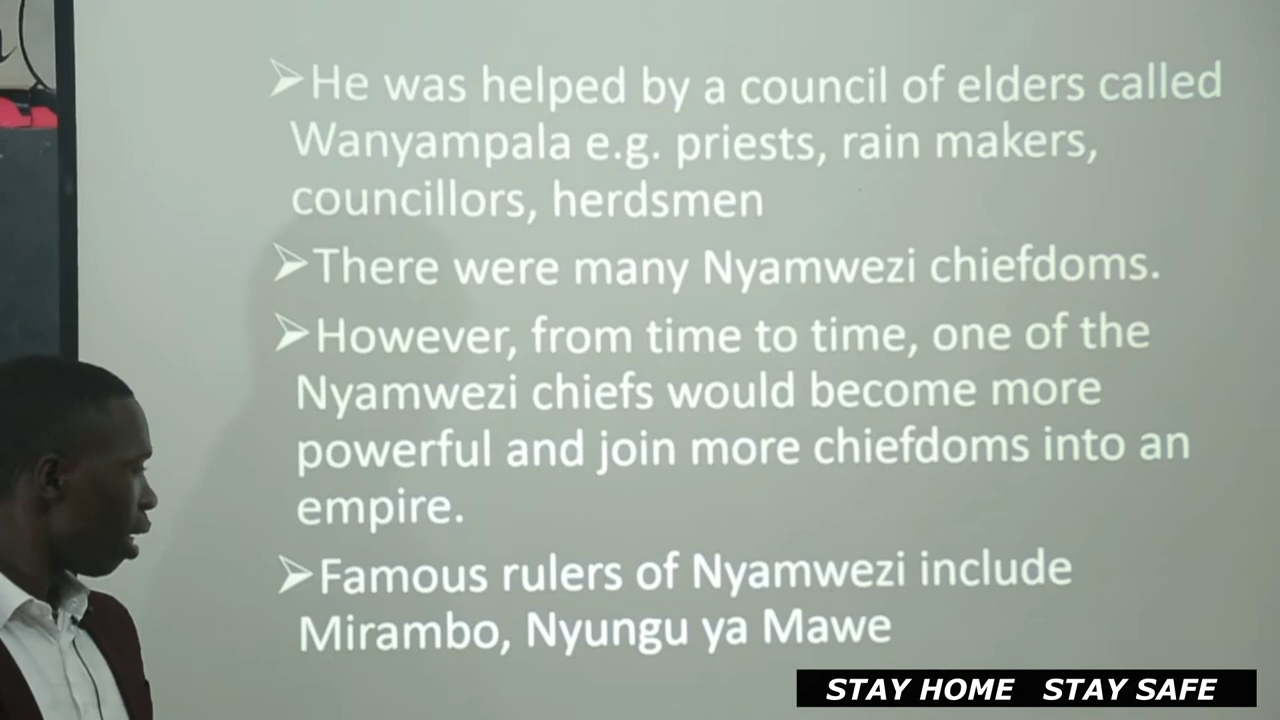 ➢He was helped by a council of elders called
Wanyampala e.g. priests, rain makers,
councillors, herdsmen
➢There were many Nyamwezi chiefdoms.
➢However, from time to time, one of the
Nyamwezi chiefs would become more
powerful and join more chiefdoms into an
empire.
➢Famous rulers of Nyamwezi include
Mirambo, Nyungu ya Mawe
STAY HOME STAY SAFE